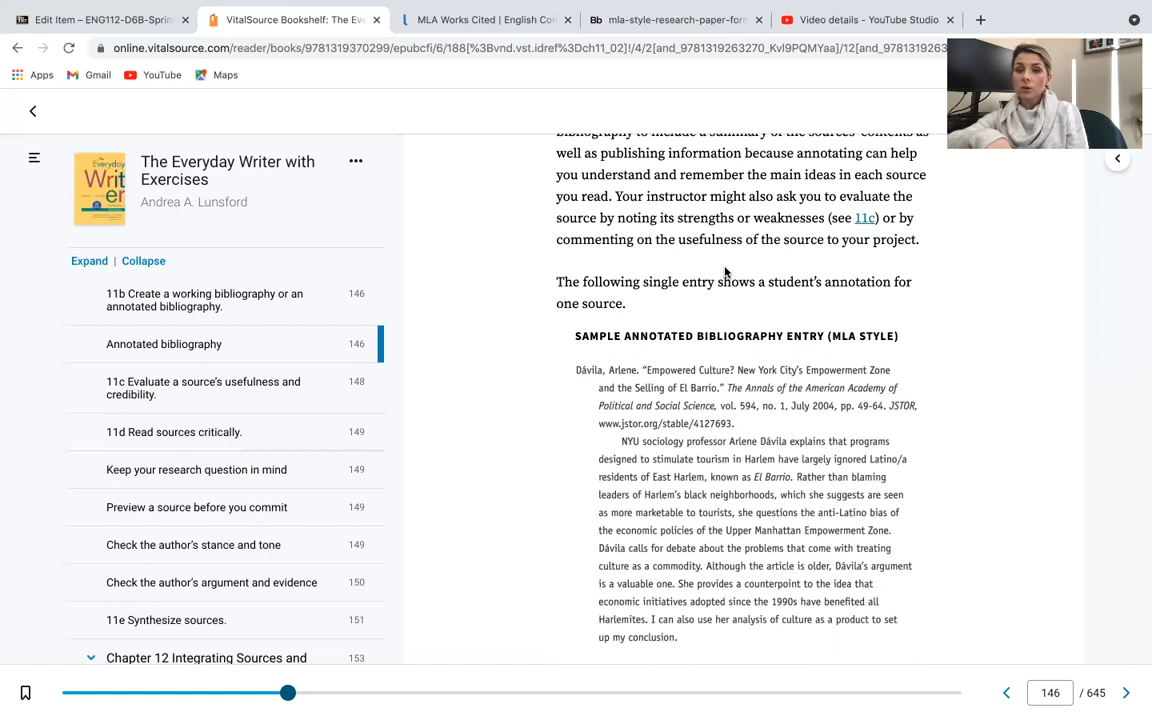 Edit Item – ENG112-D6B-Sprin
VitalSource Bookshelf: The Eve
MLA Works Cited | English Com
mla-style-research-paper-form
Video details - YouTube Studio
online.vitalsource.com/reader/books/9781319370299/epubcfi/6/188[%3Bvnd.vst.idref%3Dch11_02]!/4/2[and_9781319263270_KvI9PQMYaa]/12[and_9781319263
Apps
Gmail
YouTube
Maps
The Everyday Writer with
Exercises
Andrea A. Lunsford
Expand | Collapse
11b Create a working bibliography or an
annotated bibliography.
146
Annotated bibliography 146
11c Evaluate a source's usefulness and
credibility.
148
11d Read sources critically. 149
Keep your research question in mind 149
Preview a source before you commit 149
Check the author's stance and tone 149
Check the author's argument and evidence 150
11e Synthesize sources. 151
Chapter 12 Integrating Sources and 153
bibliography to include a summary of the sources' contents as
well as publishing information because annotating can help
you understand and remember the main ideas in each source
you read. Your instructor might also ask you to evaluate the
source by noting its strengths or weaknesses (see 11c) or by
commenting on the usefulness of the source to your project.
The following single entry shows a student's annotation for
one source.
SAMPLE ANNOTATED BIBLIOGRAPHY ENTRY (MLA STYLE)
Dávila, Arlene. "Empowered Culture? New York City's Empowerment Zone
and the Selling of El Barrio." The Annals of the American Academy of
Political and Social Science, vol. 594, no. 1, July 2004, pp. 49-64. JSTOR,
www.jstor.org/stable/4127693.
NYU sociology professor Arlene Dávila explains that programs
designed to stimulate tourism in Harlem have largely ignored Latino/a
residents of East Harlem, known as El Barrio. Rather than blaming
leaders of Harlem's black neighborhoods, which she suggests are seen
as more marketable to tourists, she questions the anti-Latino bias of
the economic policies of the Upper Manhattan Empowerment Zone.
Dávila calls for debate about the problems that come with treating
culture as a commodity. Although the article is older, Dávila's argument
is a valuable one. She provides a counterpoint to the idea that
economic initiatives adopted since the 1990s have benefited all
Harlemites. I can also use her analysis of culture as a product to set
up my conclusion.
146 / 645